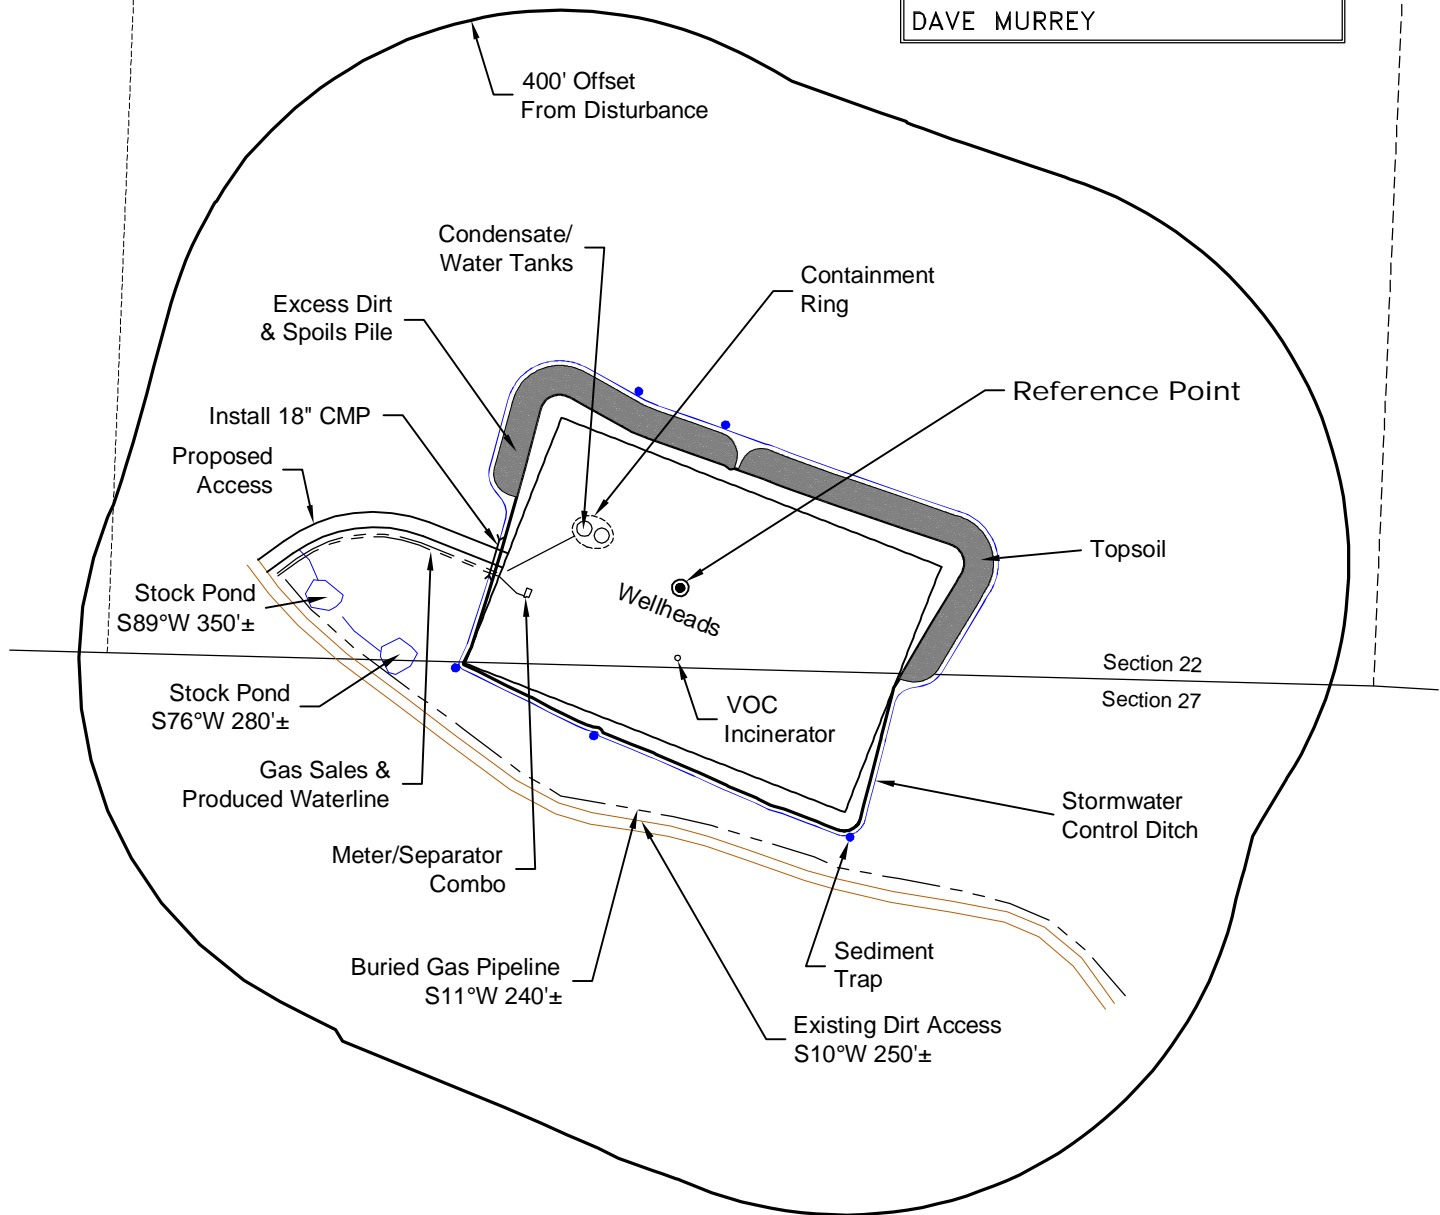 DAVE MURREY
400' Offset
From Disturbance
Condensate/
Water Tanks
Containment
Ring
Excess Dirt
& Spoils Pile
Reference Point
Install 18" CMP
Proposed
Access
Topsoil
Stock Pond
S89°W 350'±
Wellheads
Section 22
Section 27
Stock Pond
S76°W 280'±
VOC
Incinerator
Gas Sales &
Produced Waterline
Stormwater
Control Ditch
Meter/Separator
Combo
Sediment
Trap
Buried Gas Pipeline
S11°W 240'±
Existing Dirt Access
S10°W 250'±